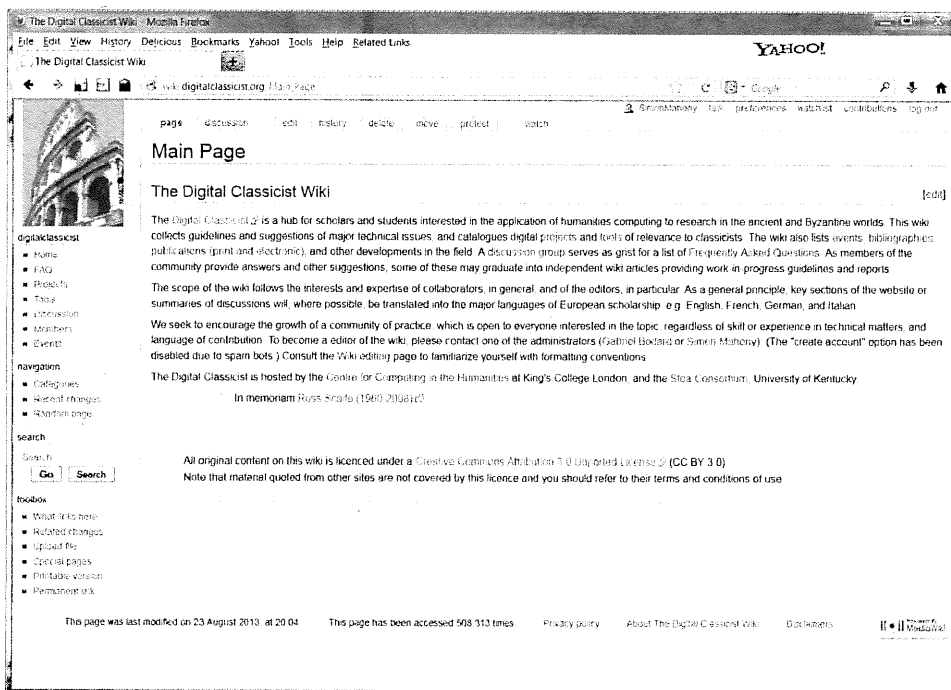 The Digital Classicist Wiki - Mozilla Firefox
File Edit View History Delicious Bookmarks Yahoo! Tools Help Related Links
YAHOO!
The Digital Classicist Wiki
wiki.digitalclassicist.org/Main_Page
Google
SimonMahony talk preferences watchlist contributions log out
page discussion edit history delete move protect watch
Main Page
The Digital Classicist Wiki
[edit]
The Digital Classicist is a hub for scholars and students interested in the application of humanities computing to research in the ancient and Byzantine worlds. This wiki
collects guidelines and suggestions of major technical issues, and catalogues digital projects and tools of relevance to classicists. The wiki also lists events, bibliographies,
publications (print and electronic), and other developments in the field. A discussion group serves as grist for a list of Frequently Asked Questions. As members of the
community provide answers and other suggestions, some of these may graduate into independent wiki articles providing work-in-progress guidelines and reports.
The scope of the wiki follows the interests and expertise of collaborators, in general, and of the editors, in particular. As a general principle, key sections of the website or
summaries of discussions will, where possible, be translated into the major languages of European scholarship: e.g. English, French, German, and Italian.
We seek to encourage the growth of a community of practice, which is open to everyone interested in the topic, regardless of skill or experience in technical matters, and
language of contribution. To become a editor of the wiki, please contact one of the administrators (Gabriel Bodard or Simon Mahony). (The "create account" option has been
disabled due to spam bots.) Consult the Wiki editing page to familiarize yourself with formatting conventions.
The Digital Classicist is hosted by the Centre for Computing in the Humanities at King's College London, and the Stoa Consortium, University of Kentucky.
In memoriam Ross Scaife (1960-2008)
All original content on this wiki is licenced under a Creative Commons Attribution 3.0 Unported License (CC BY 3.0)
Note that material quoted from other sites are not covered by this licence and you should refer to their terms and conditions of use.
digitalclassicist
Home
FAQ
Projects
Tools
Discussion
Members
Events
navigation
Categories
Recent changes
Random page
search
Search
Go Search
toolbox
What links here
Related changes
Upload file
Special pages
Printable version
Permanent link
This page was last modified on 23 August 2013, at 20:04. This page has been accessed 508,313 times. Privacy policy About The Digital Classicist Wiki Disclaimers
Powered By
MediaWiki